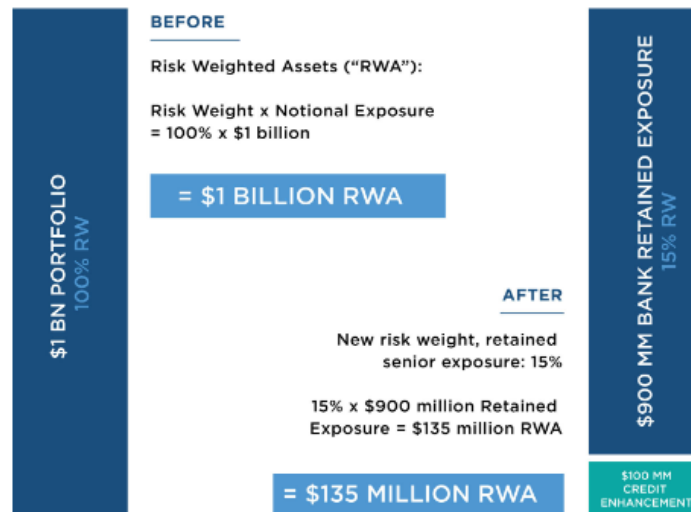 $1 BN PORTFOLIO
100% RW
BEFORE
Risk Weighted Assets (“RWA”):
Risk Weight x Notional Exposure
= 100% x $1 billion
= $1 BILLION RWA
AFTER
New risk weight, retained
senior exposure: 15%
15% x $900 million Retained
Exposure = $135 million RWA
= $135 MILLION RWA
$900 MM BANK RETAINED EXPOSURE
15% RW
$100 MM
CREDIT
ENHANCEMENT